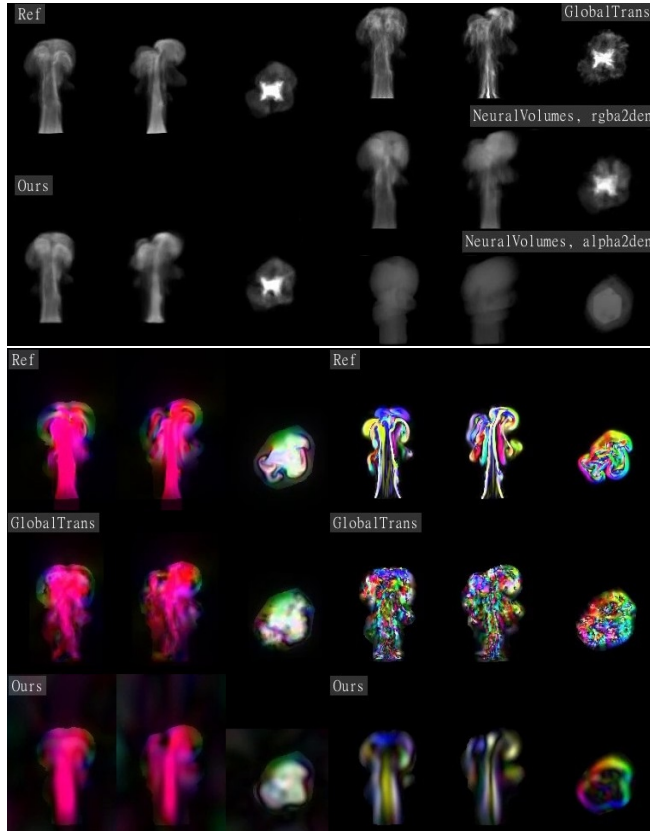 Ref
GlobalTrans
NeuralVolumes, rgba2den
Ours
NeuralVolumes, alpha2den
Ref
Ref
GlobalTrans
GlobalTrans
Ours
Ours